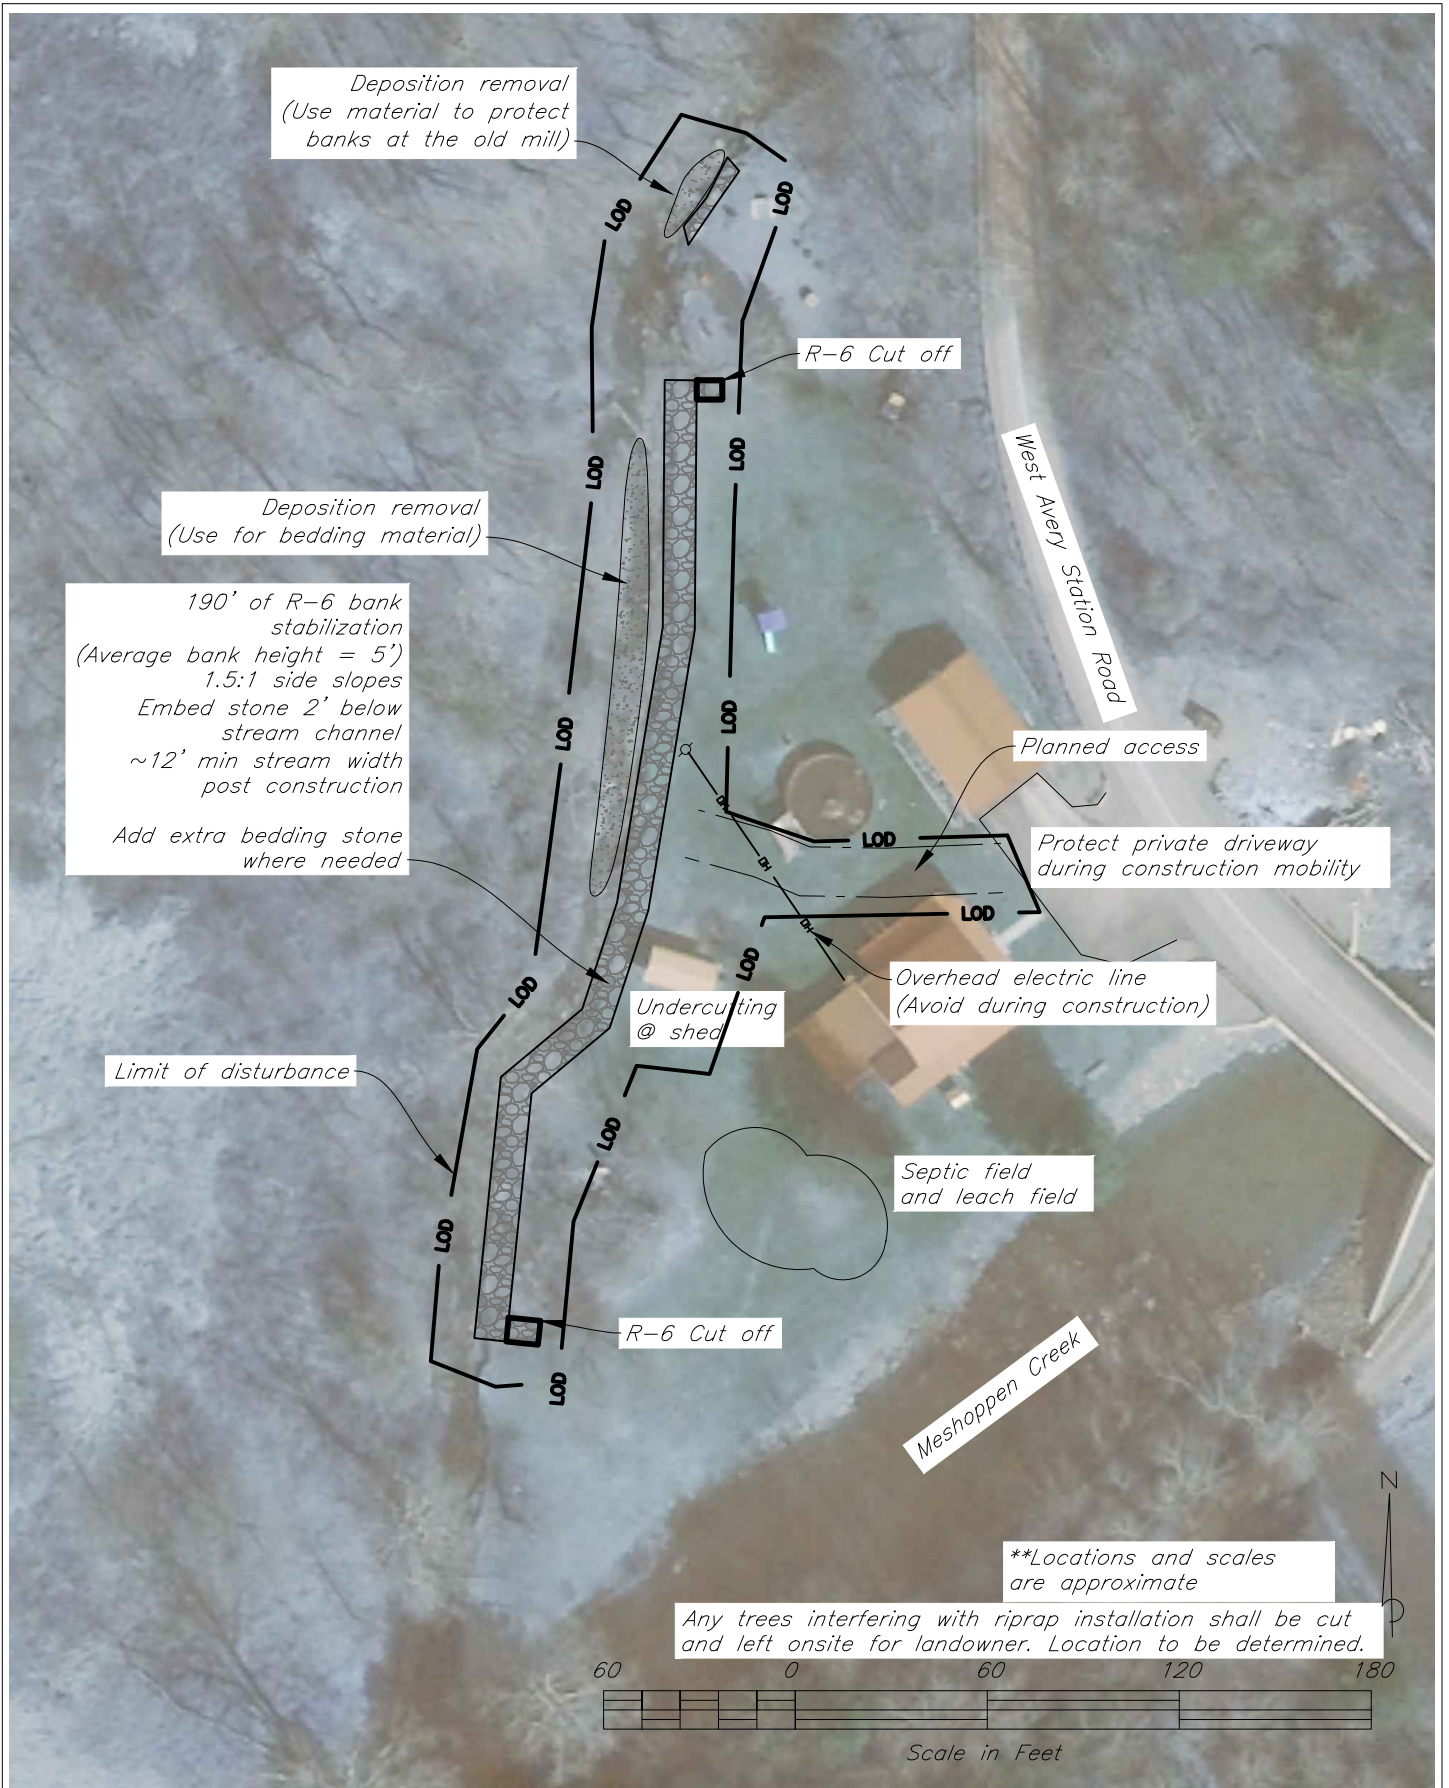 Deposition removal
(Use material to protect
banks at the old mill)
LOD
LOD
R-6 Cut off
LOD
LOD
West Avery Station Road
Deposition removal
(Use for bedding material)
190' of R-6 bank
stabilization
(Average bank height = 5')
1.5:1 side slopes
Embed stone 2' below
stream channel
~12' min stream width
post construction
Add extra bedding stone
where needed
LOD
LOD
Planned access
OH
LOD
Protect private driveway
during construction mobility
OH
LOD
OH
LOD
Overhead electric line
(Avoid during construction)
LOD
Undercutting
@ shed
Limit of disturbance
LOD
Septic field
and leach field
LOD
R-6 Cut off
LOD
Meshoppen Creek
N
**Locations and scales
are approximate
Any trees interfering with riprap installation shall be cut
and left onsite for landowner. Location to be determined.
60 0 60 120 180
Scale in Feet